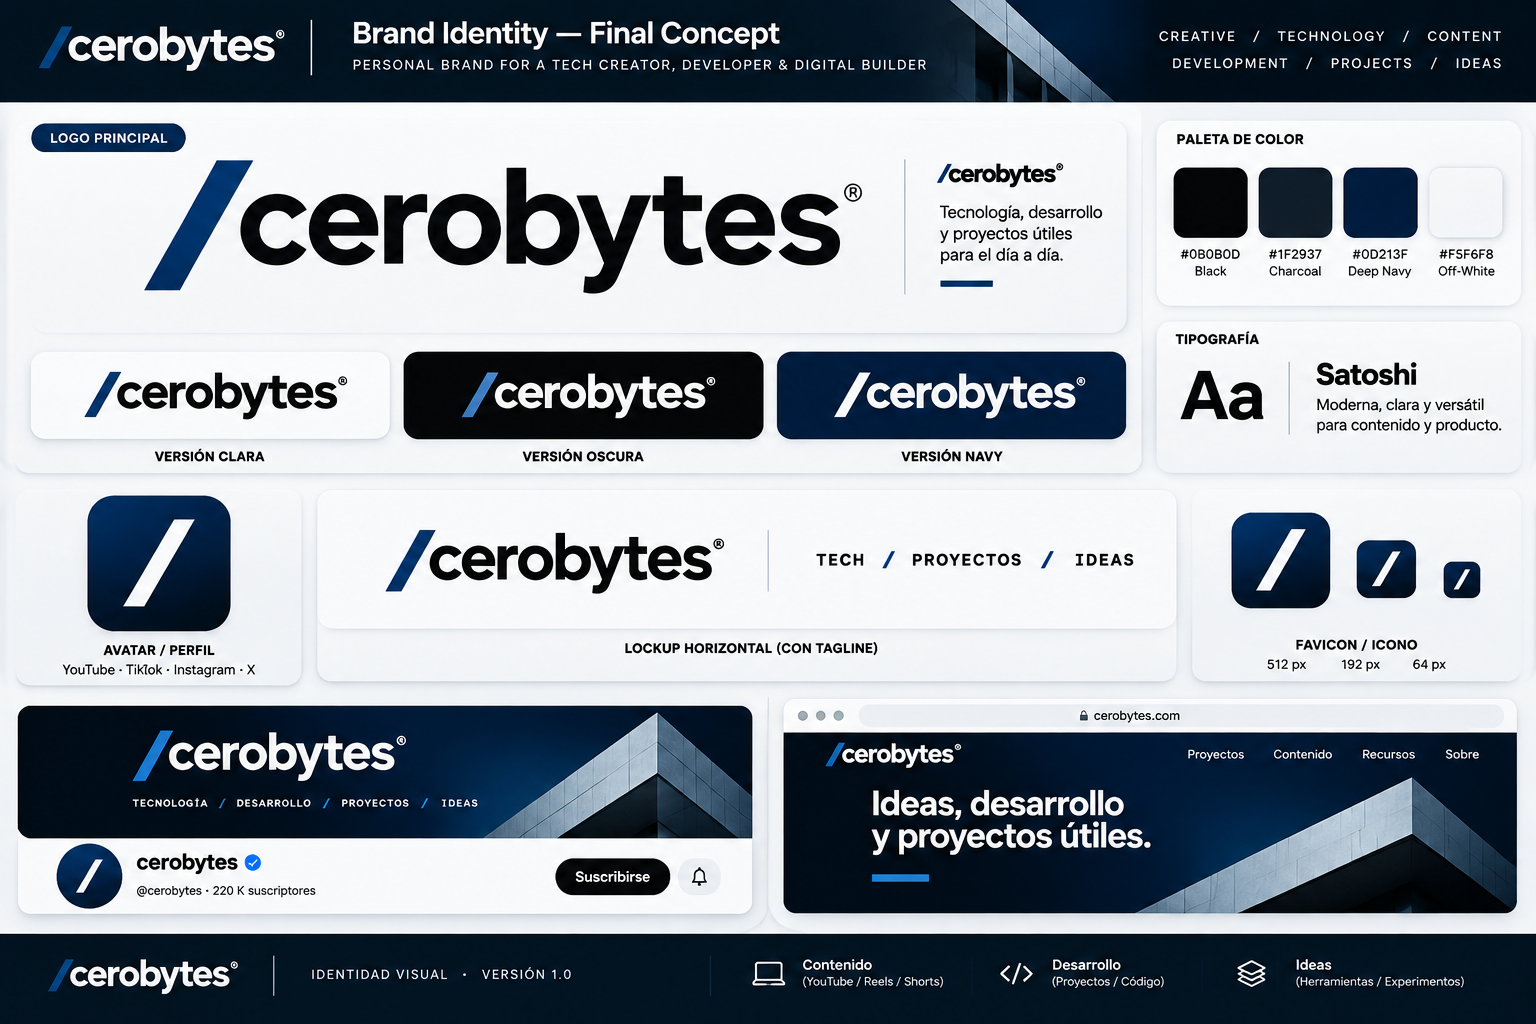 /cerobytes®
Brand Identity — Final Concept
PERSONAL BRAND FOR A TECH CREATOR, DEVELOPER & DIGITAL BUILDER
CREATIVE / TECHNOLOGY / CONTENT
DEVELOPMENT / PROJECTS / IDEAS
LOGO PRINCIPAL
/cerobytes®
/cerobytes®
Tecnología, desarrollo
y proyectos útiles
para el día a día.
PALETA DE COLOR
#0B0B0D
Black
#1F2937
Charcoal
#0D213F
Deep Navy
#F5F6F8
Off-White
/cerobytes®
VERSIÓN CLARA
/cerobytes®
VERSIÓN OSCURA
/cerobytes®
VERSIÓN NAVY
TIPOGRAFÍA
Aa
Satoshi
Moderna, clara y versátil
para contenido y producto.
/
AVATAR / PERFIL
YouTube · TikTok · Instagram · X
/cerobytes®
TECH / PROYECTOS / IDEAS
LOCKUP HORIZONTAL (CON TAGLINE)
/ / /
FAVICON / ICONO
512 px 192 px 64 px
/cerobytes®
TECNOLOGÍA / DESARROLLO / PROYECTOS / IDEAS
/
cerobytes
@cerobytes · 220 K suscriptores
Suscribirse
cerobytes.com
/cerobytes®
Proyectos Contenido Recursos Sobre
Ideas, desarrollo
y proyectos útiles.
/cerobytes®
IDENTIDAD VISUAL • VERSIÓN 1.0
Contenido
(YouTube / Reels / Shorts)
</>
Desarrollo
(Proyectos / Código)
Ideas
(Herramientas / Experimentos)